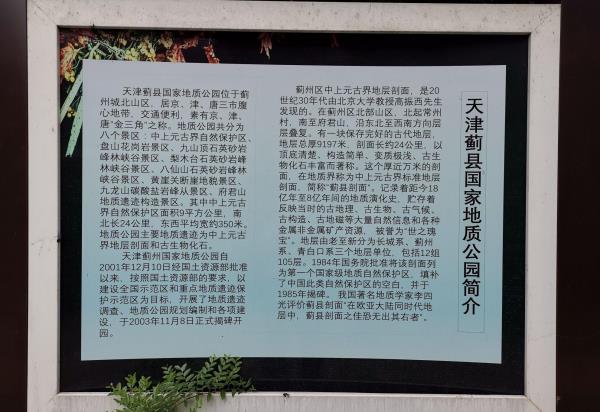 天津蓟县国家地质公园简介
天津蓟县国家地质公园位于蓟
州城北山区,居京、津、唐三市腹
心地带,交通便利,素有京、津、
唐“金三角”之称。地质公园共分为
八个景区:中上元古界自然保护区、
盘山花岗岩景区、九山顶石英砂岩峰
峰林峡谷景区、梨木台石英砂岩峰
林峡谷景区、八仙山石英砂岩峰林
峡谷景区、黄崖关断崖地貌景区、
九龙山碳酸盐岩峰丛景区、府君山
地质遗迹构造景区。其中中上元古
界自然保护区面积9平方公里,南
北长24公里,东西平均宽约350米。
地质公园主要地质遗迹为中上元古
界地层剖面和古生物化石。
天津蓟州国家地质公园自
2001年12月10日经国土资源部批准
以来,按照国土资源部的要求,以
建设全国示范区和重点地质遗迹保
护示范区为目标,开展了地质遗迹
调查、地质公园规划编制和各项建
设,于2003年11月8日正式揭碑开
园。
蓟州区中上元古界地层剖面,是20
世纪30年代由北京大学教授高振西先生
发现的。在蓟州区北部山区,北起常州
村,南至府君山,沿东北至西南方向层
层叠复。有一块保存完好的古代地层,
地层总厚9197米,剖面长约24公里,以
顶底清楚、构造简单、变质极浅、古生
物化石丰富而著称。这个厚近万米的剖
面,在地质界称为中上元古界标准地层
剖面,简称“蓟县剖面”。记录着距今18
亿年至8亿年间的地质演化史,贮存着
反映当时的古地理、古生物、古气候、
古构造、古地磁等大量自然信息和各种
金属非金属矿产资源,被誉为“世之瑰
宝”。地层由老至新分为长城系、蓟州
系、青白口系三个地层单位,包括12组
105层。1984年国务院批准将该剖面列
为第一个国家级地质自然保护区,填补
了中国此类自然保护区的空白,并于
1985年揭碑。我国著名地质学家李四
光评价蓟县剖面“在欧亚大陆同时代地
层中,蓟县剖面之佳恐无出其右者”。